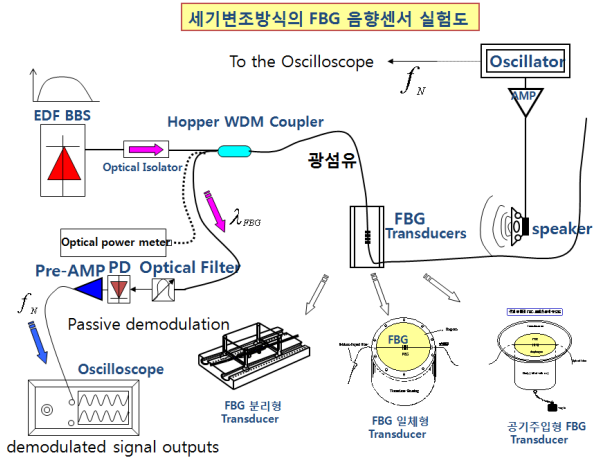 세기변조방식의 FBG 음향센서 실험도
To the Oscilloscope
f N
Oscillator
AMP
EDF BBS
Hopper WDM Coupler
Optical Isolator
광섬유
λ FBG
FBG
Transducers
speaker
Optical power meter
Pre-AMP
PD
Optical Filter
f N
Passive demodulation
Oscilloscope
demodulated signal outputs
FBG 분리형
Transducer
FBG
FBG 일체형
Transducer
공기주입형 FBG
Transducer